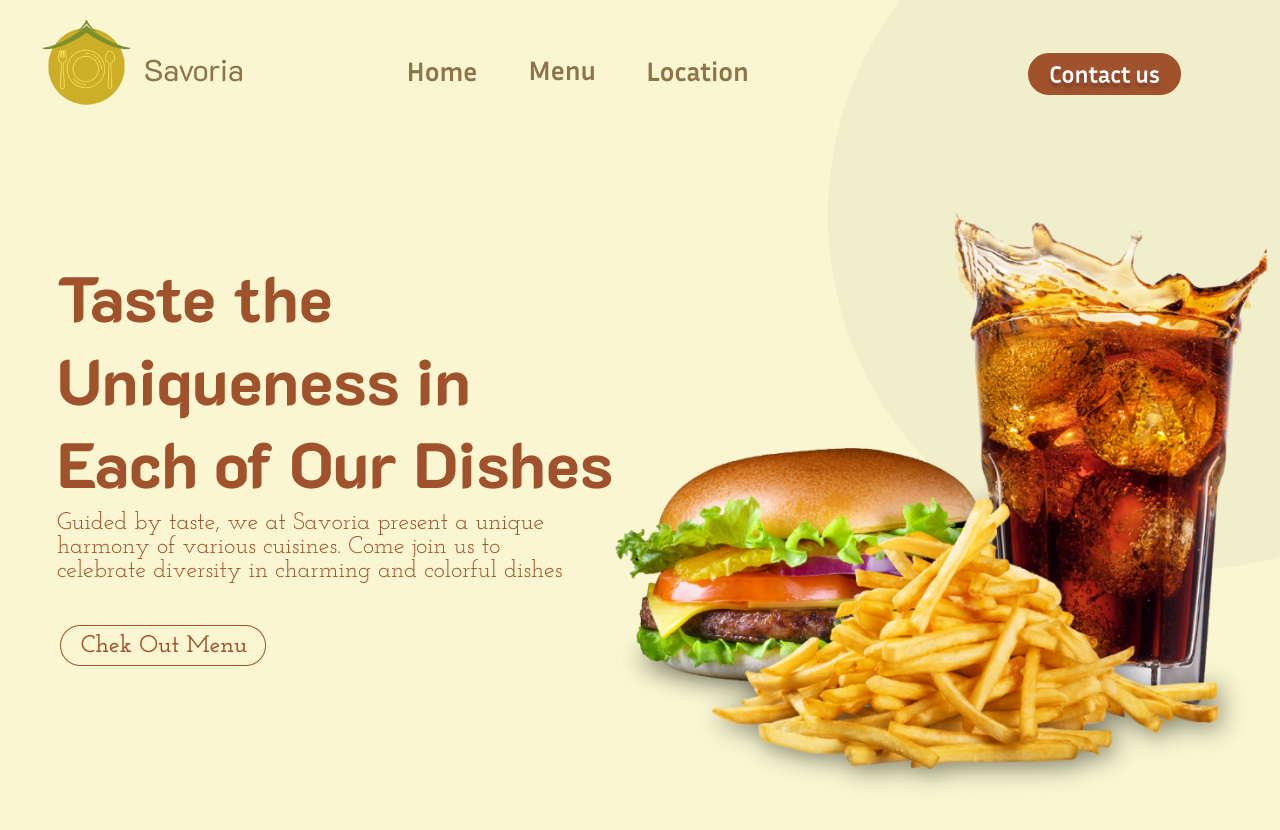 Savoria
Home
Menu
Location
Contact us
Taste the
Uniqueness in
Each of Our Dishes
Guided by taste, we at Savoria present a unique
harmony of various cuisines. Come join us to
celebrate diversity in charming and colorful dishes
Chek Out Menu